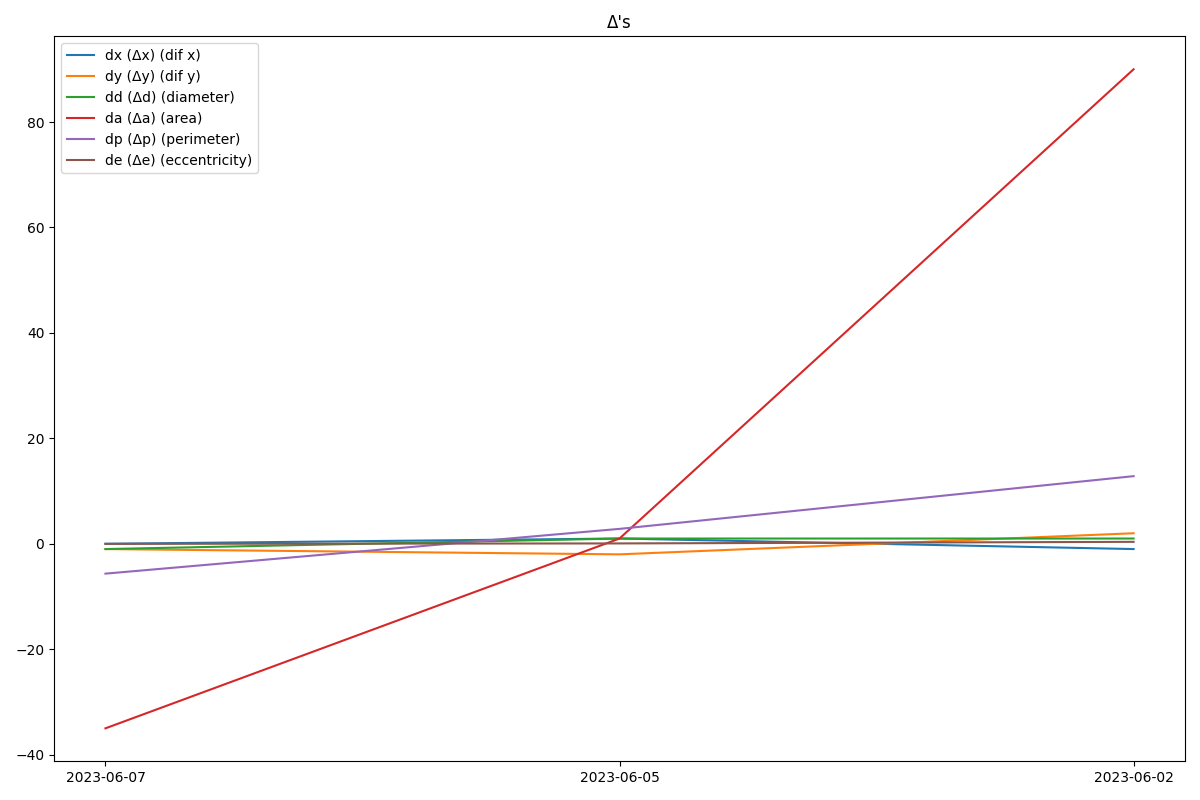 Δ's
dx (Δx) (dif x)
dy (Δy) (dif y)
dd (Δd) (diameter)
da (Δa) (area)
dp (Δp) (perimeter)
de (Δe) (eccentricity)
80
60
40
20
0
−20
−40
2023-06-07
2023-06-05
2023-06-02